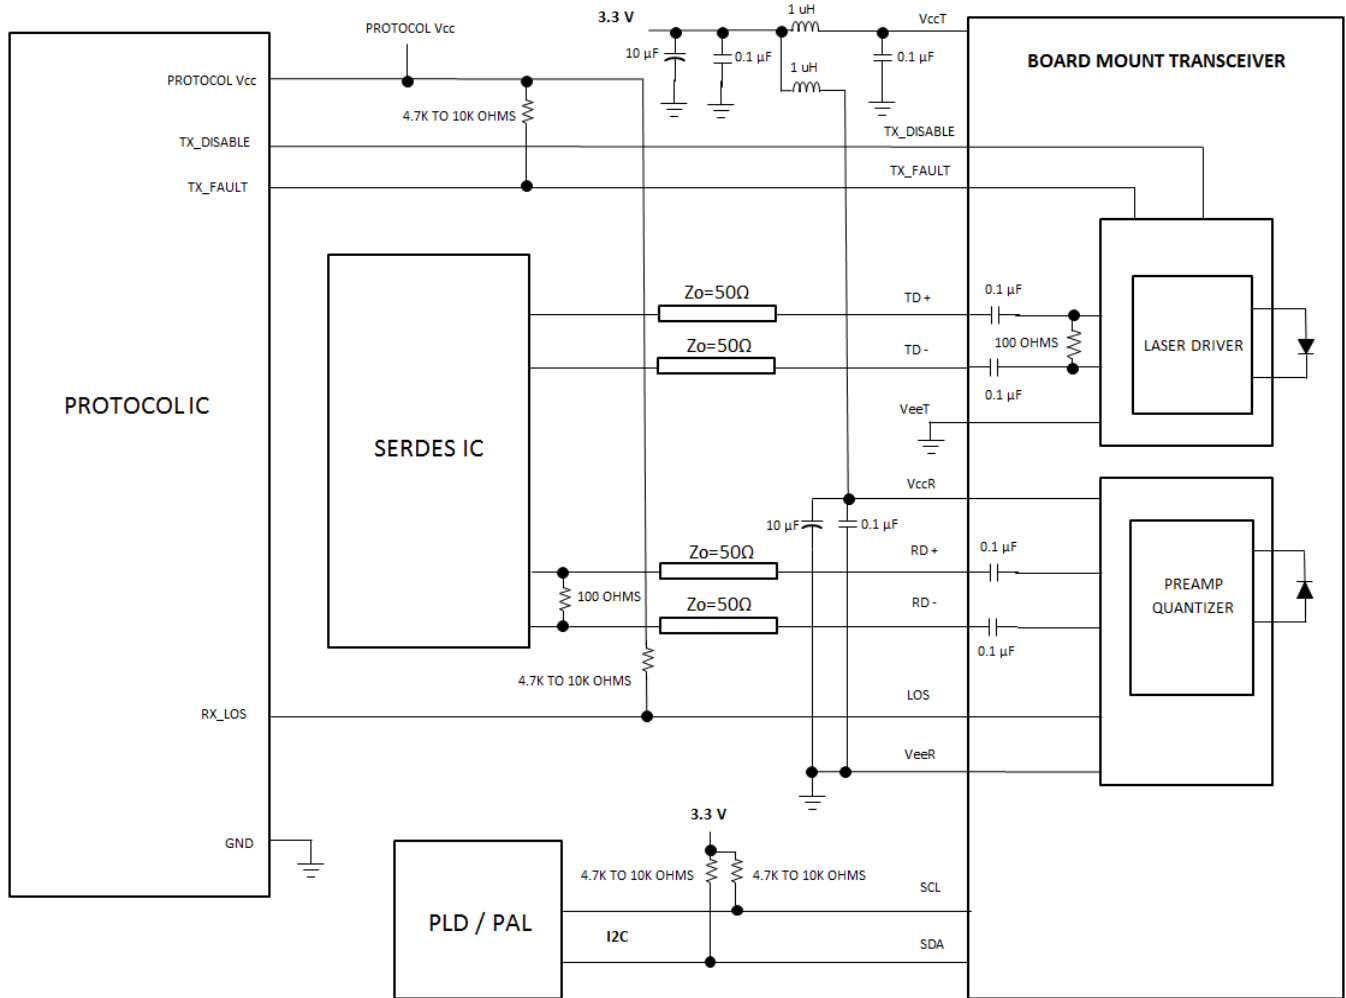 3.3 V
1 uH
VccT
PROTOCOL Vcc
10 µF
0.1 µF
0.1 µF
BOARD MOUNT TRANSCEIVER
1 uH
PROTOCOL Vcc
4.7K TO 10K OHMS
TX_DISABLE
TX_DISABLE
TX_FAULT
TX_FAULT
Zo=50Ω
TD +
0.1 µF
Zo=50Ω
TD -
100 OHMS
LASER DRIVER
0.1 µF
PROTOCOL IC
VeeT
SERDES IC
VccR
10 µF
0.1 µF
Zo=50Ω
RD +
0.1 µF
100 OHMS
Zo=50Ω
RD -
PREAMP
QUANTIZER
0.1 µF
4.7K TO 10K OHMS
LOS
RX_LOS
VeeR
3.3 V
GND
4.7K TO 10K OHMS
4.7K TO 10K OHMS
SCL
PLD / PAL
I2C
SDA